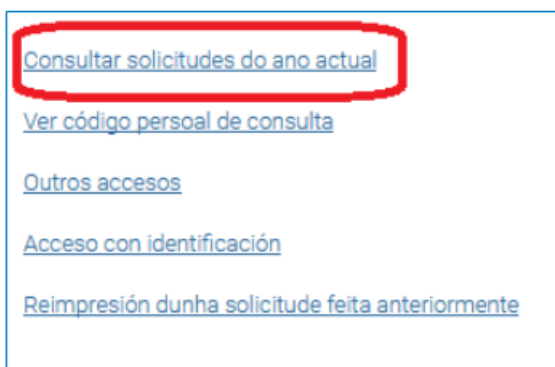 Consultar solicitudes do ano actual
Ver código persoal de consulta
Outros accesos
Acceso con identificación
Reimpresión dunha solicitude feita anteriormente